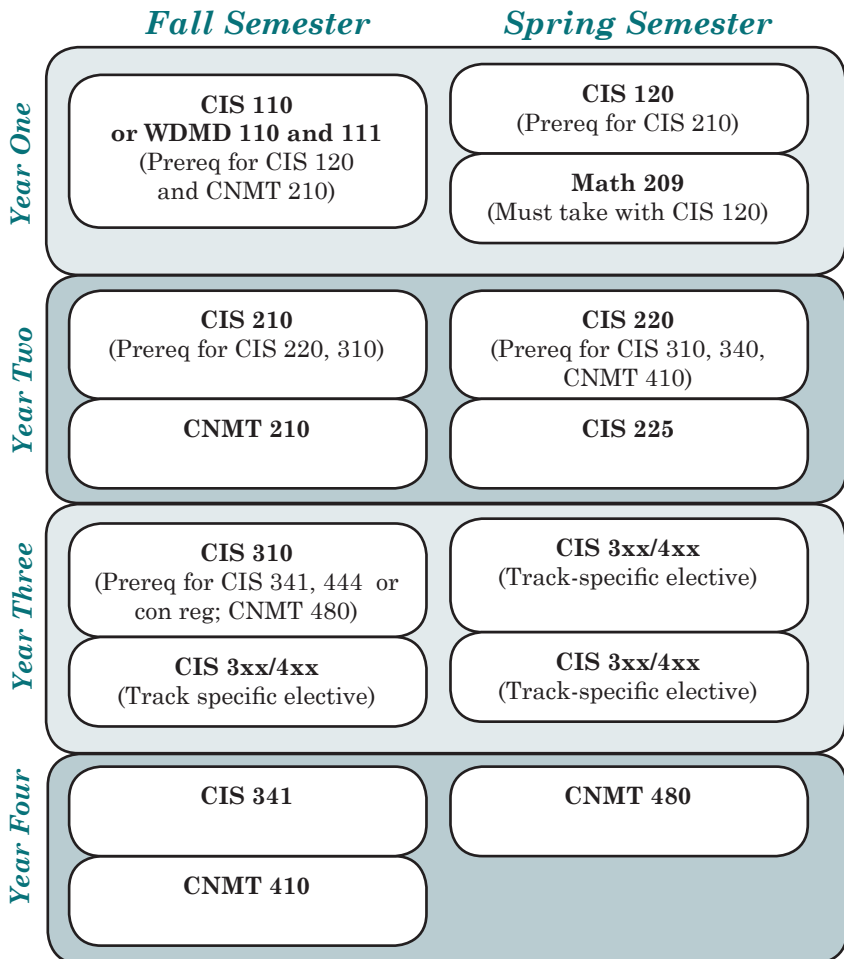 Fall Semester
Spring Semester
Year One
CIS 110
or WDMD 110 and 111
(Prereq for CIS 120
and CNMT 210)
CIS 120
(Prereq for CIS 210)
Math 209
(Must take with CIS 120)
Year Two
CIS 210
(Prereq for CIS 220, 310)
CNMT 210
CIS 220
(Prereq for CIS 310, 340,
CNMT 410)
CIS 225
Year Three
CIS 310
(Prereq for CIS 341, 444 or
con reg; CNMT 480)
CIS 3xx/4xx
(Track specific elective)
CIS 3xx/4xx
(Track-specific elective)
CIS 3xx/4xx
(Track-specific elective)
Year Four
CIS 341
CNMT 410
CNMT 480